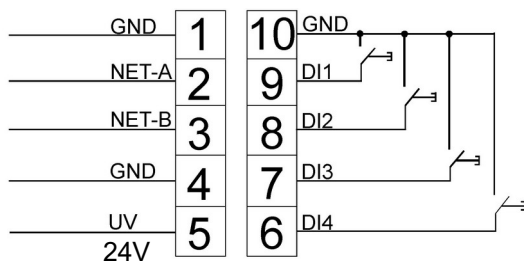 GND 1 10 GND
NET-A 2 9 DI1
NET-B 3 8 DI2
GND 4 7 DI3
UV 5 6 DI4
24V